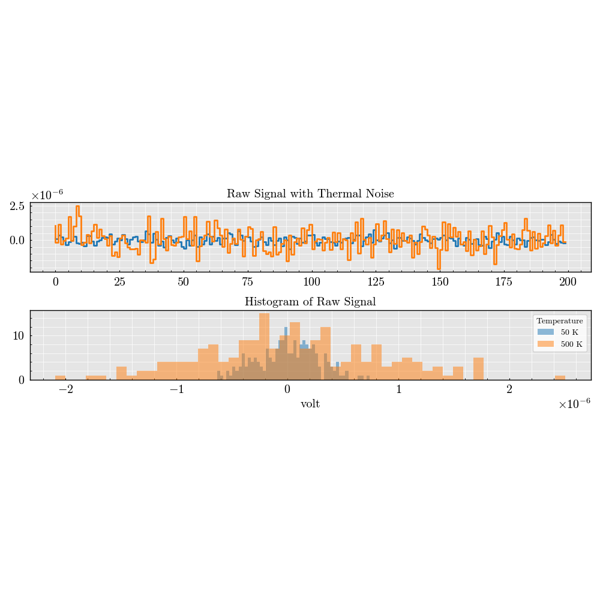 Raw Signal with Thermal Noise
×10⁻⁶
2.5
0.0
0 25 50 75 100 125 150 175 200
Histogram of Raw Signal
10
0
Temperature
50 K
500 K
−2 −1 0 1 2
volt
×10⁻⁶